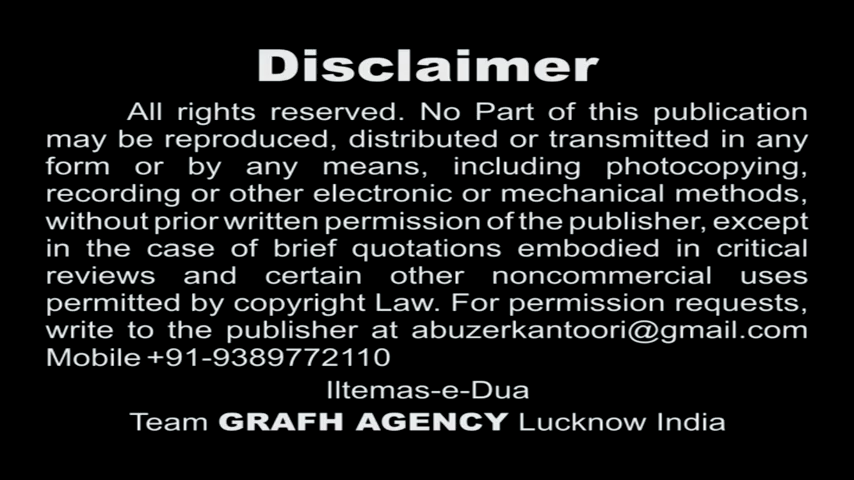 Disclaimer
All rights reserved. No Part of this publication
may be reproduced, distributed or transmitted in any
form or by any means, including photocopying,
recording or other electronic or mechanical methods,
without prior written permission of the publisher, except
in the case of brief quotations embodied in critical
reviews and certain other noncommercial uses
permitted by copyright Law. For permission requests,
write to the publisher at abuzerkantoori@gmail.com
Mobile +91-9389772110
IItemas-e-Dua
Team GRAFH AGENCY Lucknow India